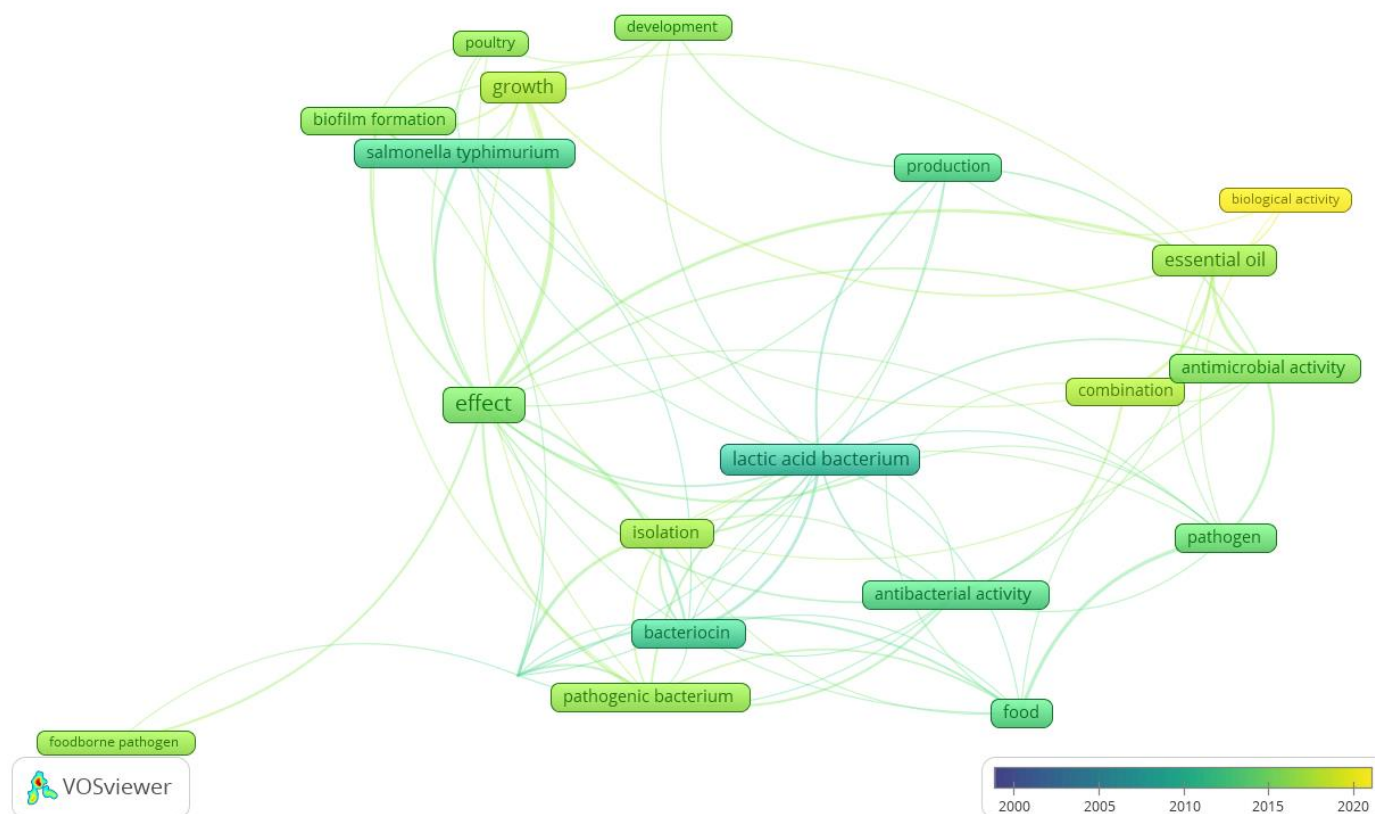 development
poultry
growth
biofilm formation
salmonella typhimurium
production
biological activity
essential oil
antimicrobial activity
combination
effect
lactic acid bacterium
isolation
pathogen
antibacterial activity
bacteriocin
pathogenic bacterium
food
foodborne pathogen
VOSviewer
2000 2005 2010 2015 2020